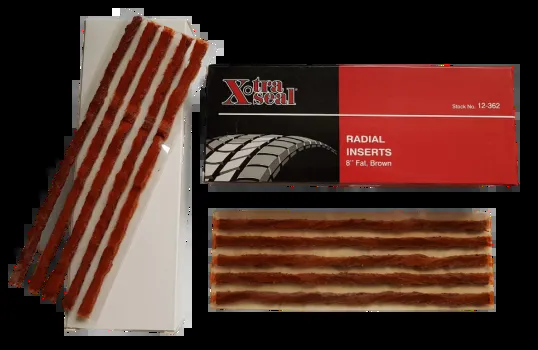 Xtra
seal
Stock No. 12-362
RADIAL
INSERTS
8" Fat, Brown